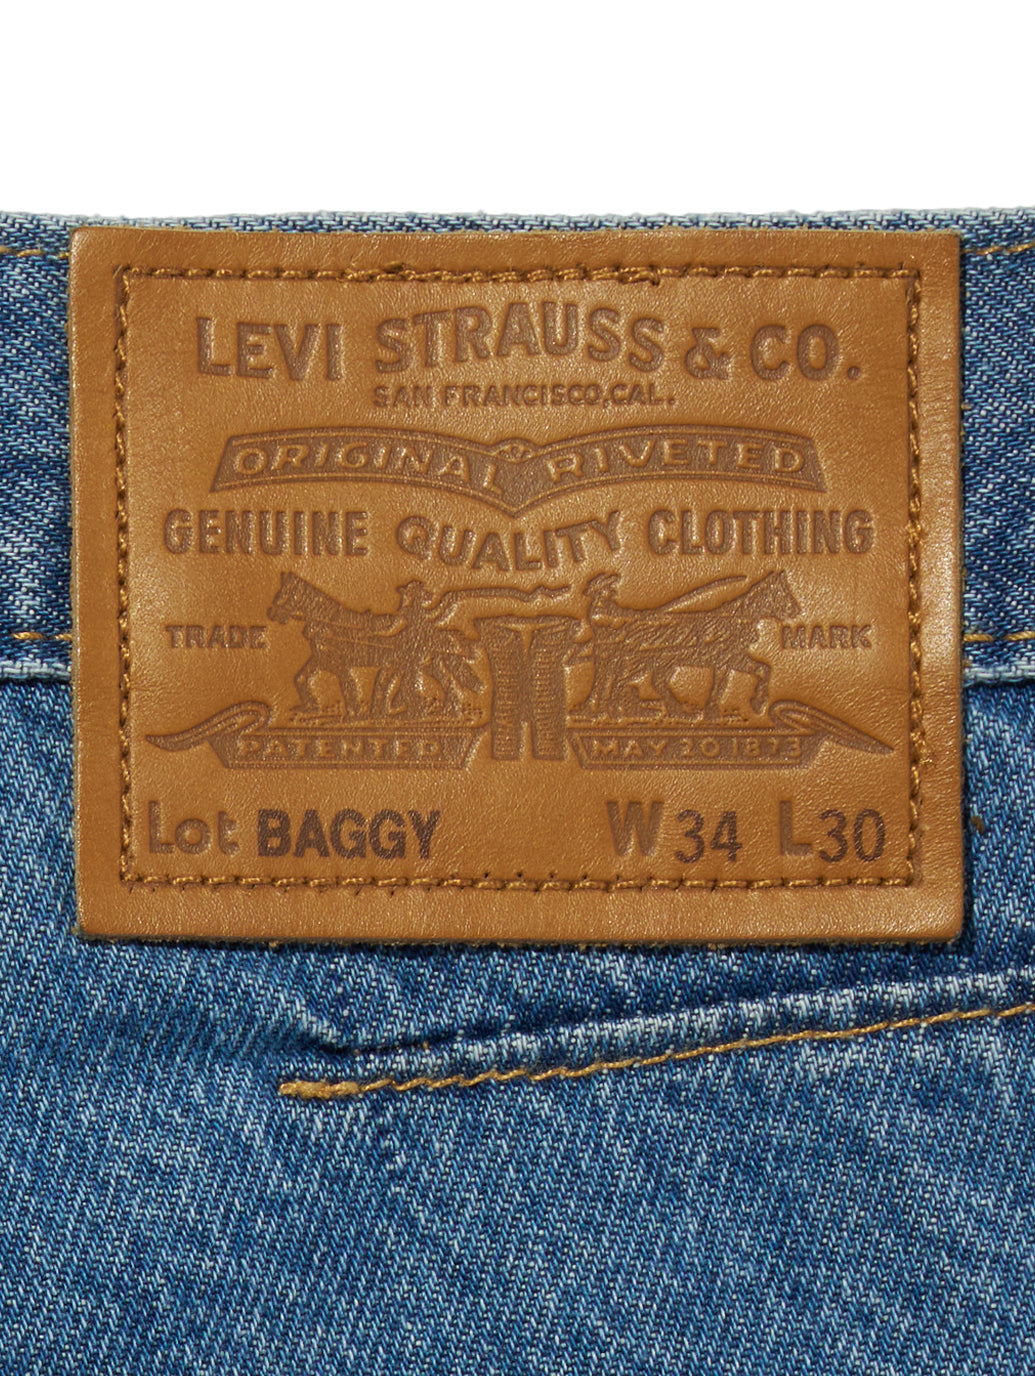 LEVI STRAUSS & CO.
SAN FRANCISCO, CAL.
ORIGINAL RIVETED
GENUINE QUALITY CLOTHING
TRADE MARK
PATENTED MAY 20 1873
Lot BAGGY W 34 L 30